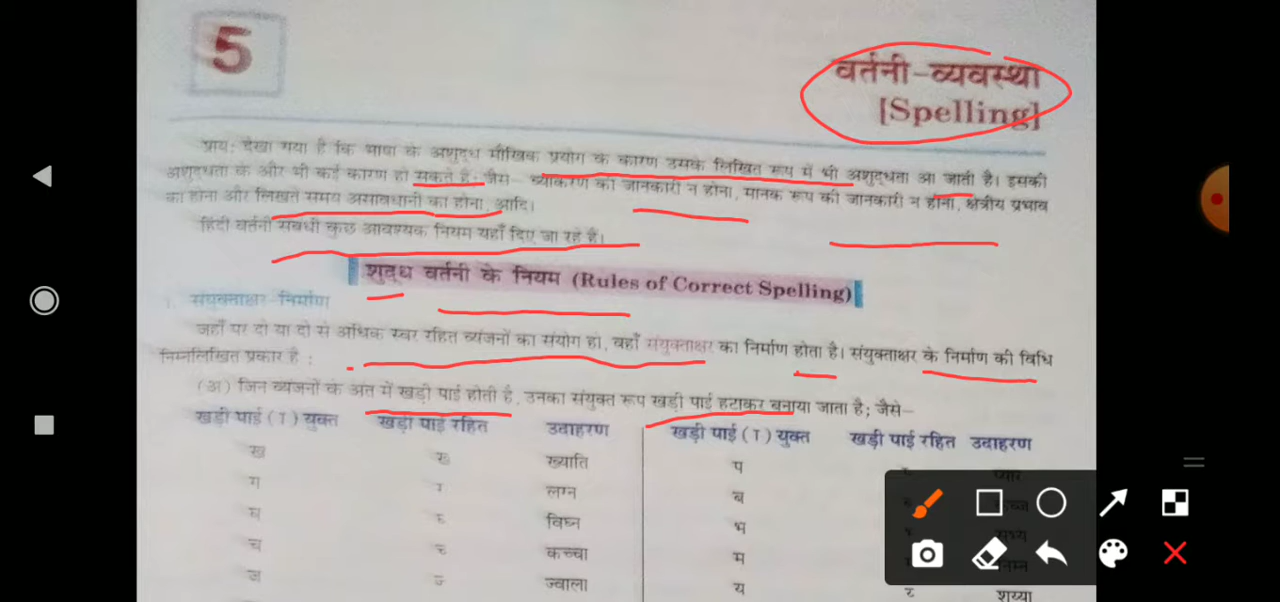 5
वर्तनी-व्यवस्था
[Spelling]
प्राय: देखा गया है कि भाषा के अशुद्ध मौखिक प्रयोग के कारण उसके लिखित रूप में भी अशुद्धता आ जाती है। इसकी
अशुद्धता के और भी कई कारण हो सकते हैं; जैसे— व्याकरण की जानकारी न होना, मानक रूप की जानकारी न होना, क्षेत्रीय प्रभाव
का होना और लिखते समय असावधानी का होना, आदि।
हिंदी वर्तनी संबंधी कुछ आवश्यक नियम यहाँ दिए जा रहे हैं।
शुद्ध वर्तनी के नियम (Rules of Correct Spelling)
1. संयुक्ताक्षर-निर्माण
जहाँ पर दो या दो से अधिक स्वर रहित व्यंजनों का संयोग हो, वहाँ संयुक्ताक्षर का निर्माण होता है। संयुक्ताक्षर के निर्माण की विधि
निम्नलिखित प्रकार है :
(अ) जिन व्यंजनों के अंत में खड़ी पाई होती है, उनका संयुक्त रूप खड़ी पाई हटाकर बनाया जाता है; जैसे—
खड़ी पाई (ा) युक्त खड़ी पाई रहित उदाहरण खड़ी पाई (ा) युक्त खड़ी पाई रहित उदाहरण
ख ख्‍ ख्याति प
ग ग्‍ लग्न ब
घ घ्‍ विघ्न भ
च च्‍ कच्चा म
ज ज्‍ ज्वाला य य्‍ शय्या